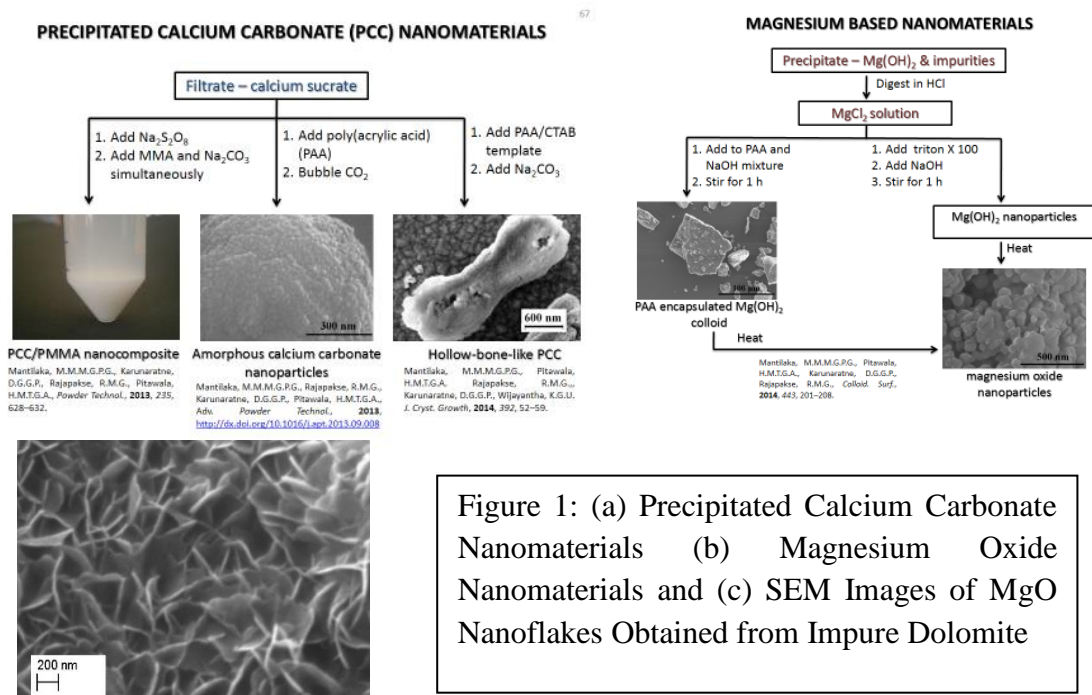 67
PRECIPITATED CALCIUM CARBONATE (PCC) NANOMATERIALS
Filtrate – calcium sucrate
1. Add Na₂S₂O₈
2. Add MMA and Na₂CO₃
simultaneously
1. Add poly(acrylic acid)
(PAA)
2. Bubble CO₂
1. Add PAA/CTAB
template
2. Add Na₂CO₃
300 nm
600 nm
PCC/PMMA nanocomposite
Mantilaka, M.M.M.G.P.G., Karunaratne,
D.G.G.P., Rajapakse, R.M.G., Pitawala,
H.M.T.G.A., Powder Technol., 2013, 235,
628–632.
Amorphous calcium carbonate
nanoparticles
Mantilaka, M.M.M.G.P.G., Rajapakse, R.M.G.,
Karunaratne, D.G.G.P., Pitawala, H.M.T.G.A.,
Adv. Powder Technol., 2013,
http://dx.doi.org/10.1016/j.apt.2013.09.008
Hollow-bone-like PCC
Mantilaka, M.M.M.G.P.G., Pitawala,
H.M.T.G.A. Rajapakse, R.M.G.,
Karunaratne, D.G.G.P., Wijayantha, K.G.U.
J. Cryst. Growth, 2014, 392, 52–59.
MAGNESIUM BASED NANOMATERIALS
Precipitate – Mg(OH)₂ & impurities
Digest in HCl
MgCl₂ solution
1. Add to PAA and
NaOH mixture
2. Stir for 1 h
1. Add triton X 100
2. Add NaOH
3. Stir for 1 h
Mg(OH)₂ nanoparticles
Heat
PAA encapsulated Mg(OH)₂
colloid
Heat
500 nm
magnesium oxide
nanoparticles
Mantilaka, M.M.M.G.P.G., Pitawala,
H.M.T.G.A., Karunaratne, D.G.G.P.,
Rajapakse, R.M.G., Colloid. Surf.,
2014, 443, 201–208.
200 nm
Figure 1: (a) Precipitated Calcium Carbonate
Nanomaterials (b) Magnesium Oxide
Nanomaterials and (c) SEM Images of MgO
Nanoflakes Obtained from Impure Dolomite